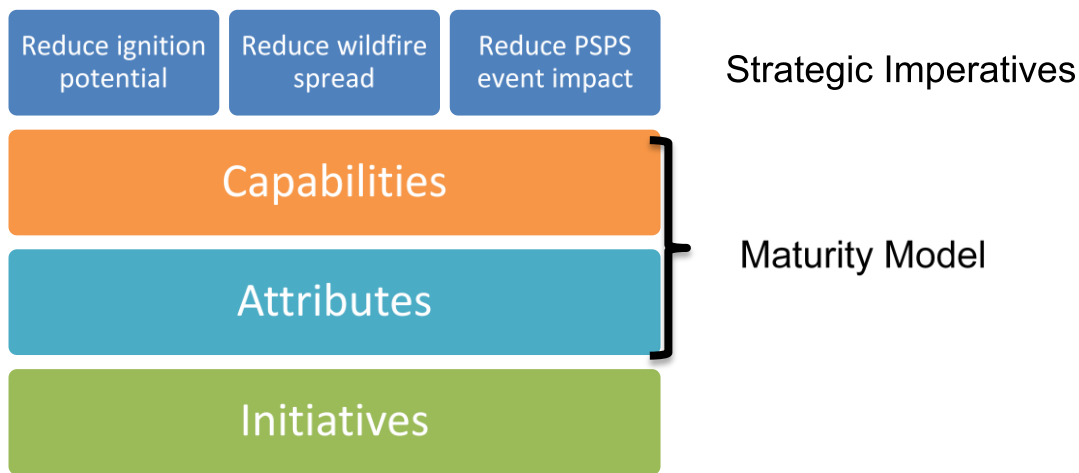 Reduce ignition
potential
Reduce wildfire
spread
Reduce PSPS
event impact
Strategic Imperatives
Capabilities
Attributes
Maturity Model
Initiatives